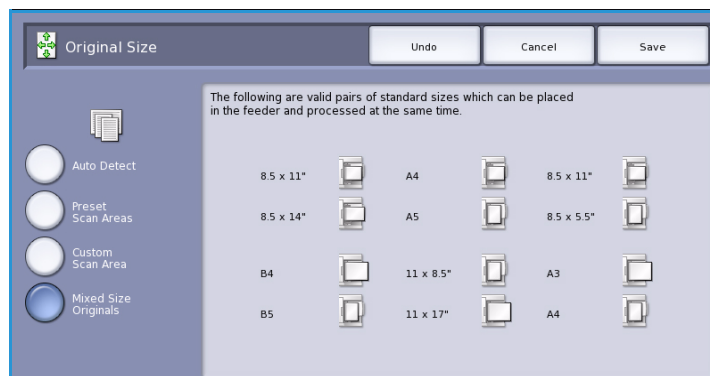 Original Size
Undo
Cancel
Save
The following are valid pairs of standard sizes which can be placed
in the feeder and processed at the same time.
Auto Detect
Preset
Scan Areas
Custom
Scan Area
Mixed Size
Originals
8.5 x 11"
A4
8.5 x 11"
8.5 x 14"
A5
8.5 x 5.5"
B4
11 x 8.5"
A3
B5
11 x 17"
A4